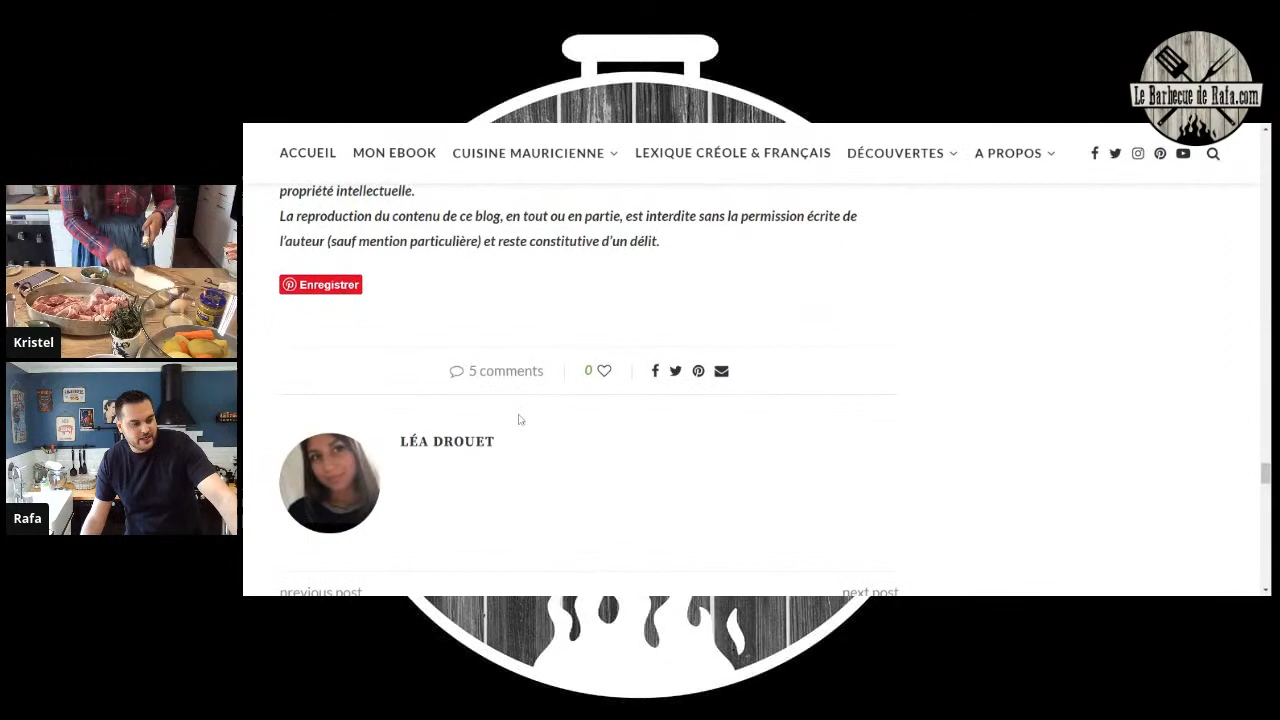 Le Barbecue de Rafa.com
ACCUEIL MON EBOOK CUISINE MAURICIENNE LEXIQUE CRÉOLE & FRANÇAIS DÉCOUVERTES A PROPOS
propriété intellectuelle.
La reproduction du contenu de ce blog, en tout ou en partie, est interdite sans la permission écrite de
l’auteur (sauf mention particulière) et reste constitutive d’un délit.
Enregistrer
5 comments 0
LÉA DROUET
previous post next post
Kristel
Rafa